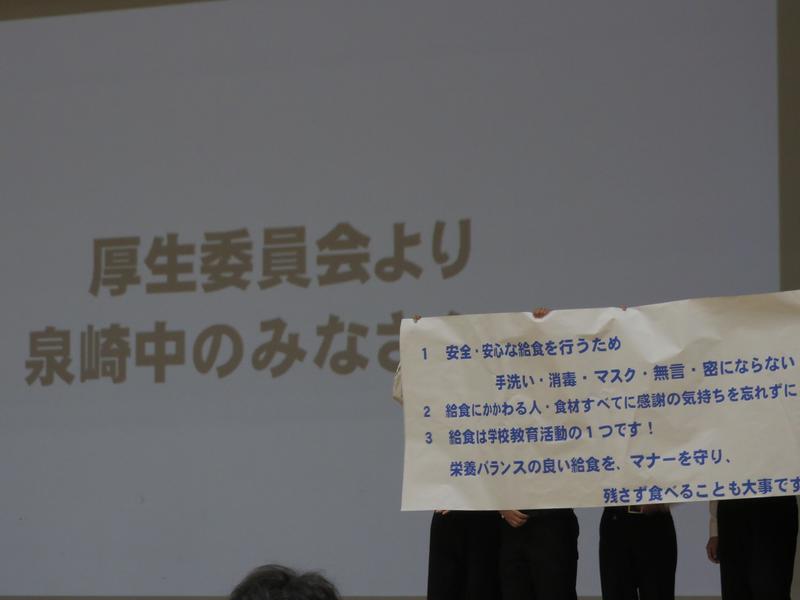 厚生委員会より
泉崎中のみなさ
1 安全・安心な給食を行うため
手洗い・消毒・マスク・無言・密にならない
2 給食にかかわる人・食材すべてに感謝の気持ちを忘れずに
3 給食は学校教育活動の1つです！
栄養バランスの良い給食を、マナーを守り、
残さず食べることも大事です